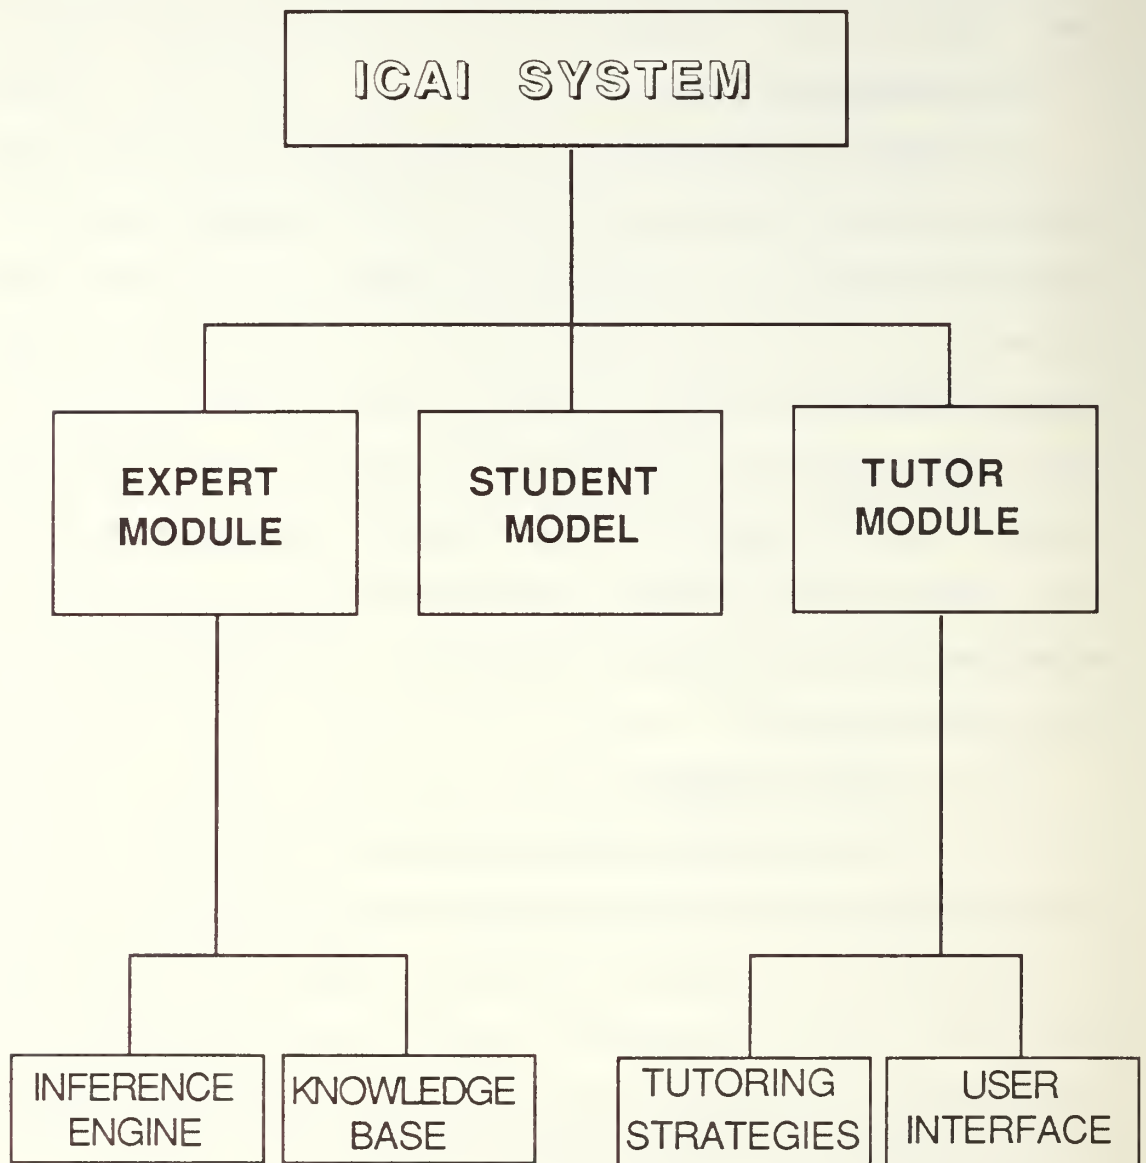 ICAI SYSTEM
EXPERT
MODULE
STUDENT
MODEL
TUTOR
MODULE
INFERENCE
ENGINE
KNOWLEDGE
BASE
TUTORING
STRATEGIES
USER
INTERFACE